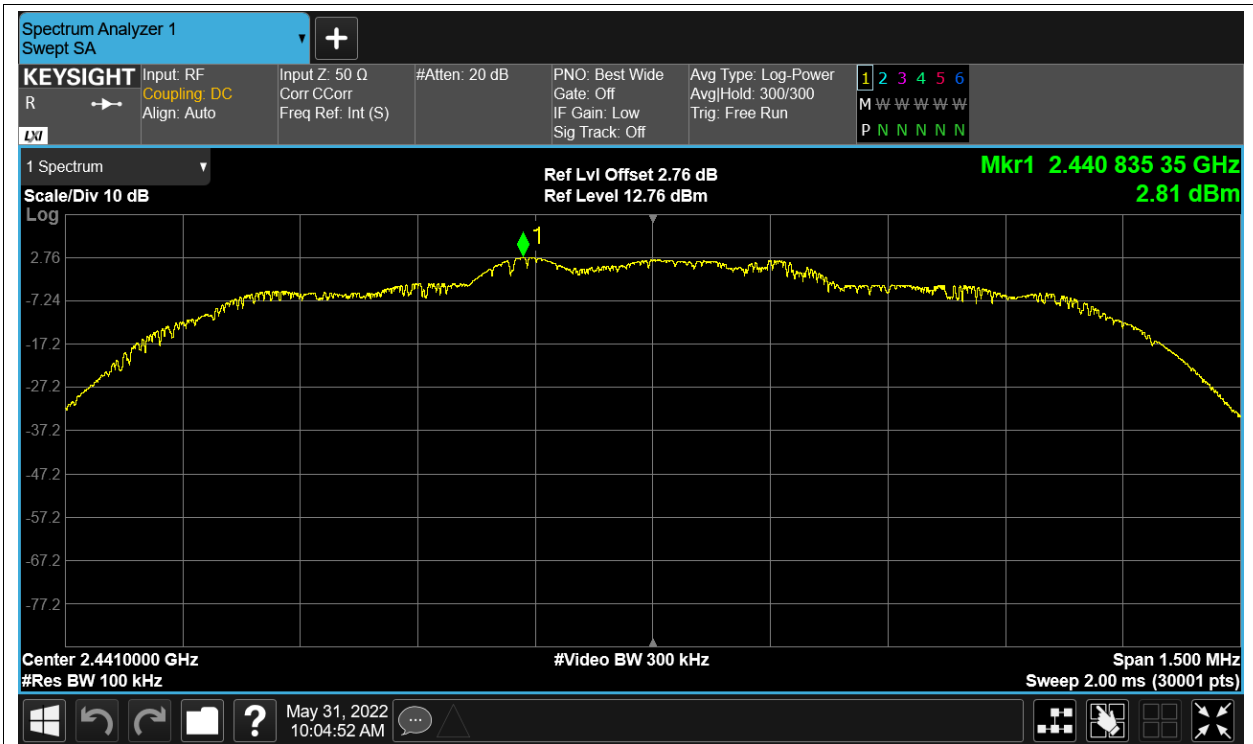 Spectrum Analyzer 1
Swept SA
KEYSIGHT
R
LXI
Input: RF
Coupling: DC
Align: Auto
Input Z: 50 Ω
Corr CCorr
Freq Ref: Int (S)
#Atten: 20 dB
PNO: Best Wide
Gate: Off
IF Gain: Low
Sig Track: Off
Avg Type: Log-Power
Avg|Hold: 300/300
Trig: Free Run
1 2 3 4 5 6
M W W W W W
P N N N N N
1 Spectrum
Scale/Div 10 dB
Log
Ref Lvl Offset 2.76 dB
Ref Level 12.76 dBm
Mkr1 2.440 835 35 GHz
2.81 dBm
1
2.76
-7.24
-17.2
-27.2
-37.2
-47.2
-57.2
-67.2
-77.2
Center 2.4410000 GHz
#Res BW 100 kHz
#Video BW 300 kHz
Span 1.500 MHz
Sweep 2.00 ms (30001 pts)
?
May 31, 2022
10:04:52 AM